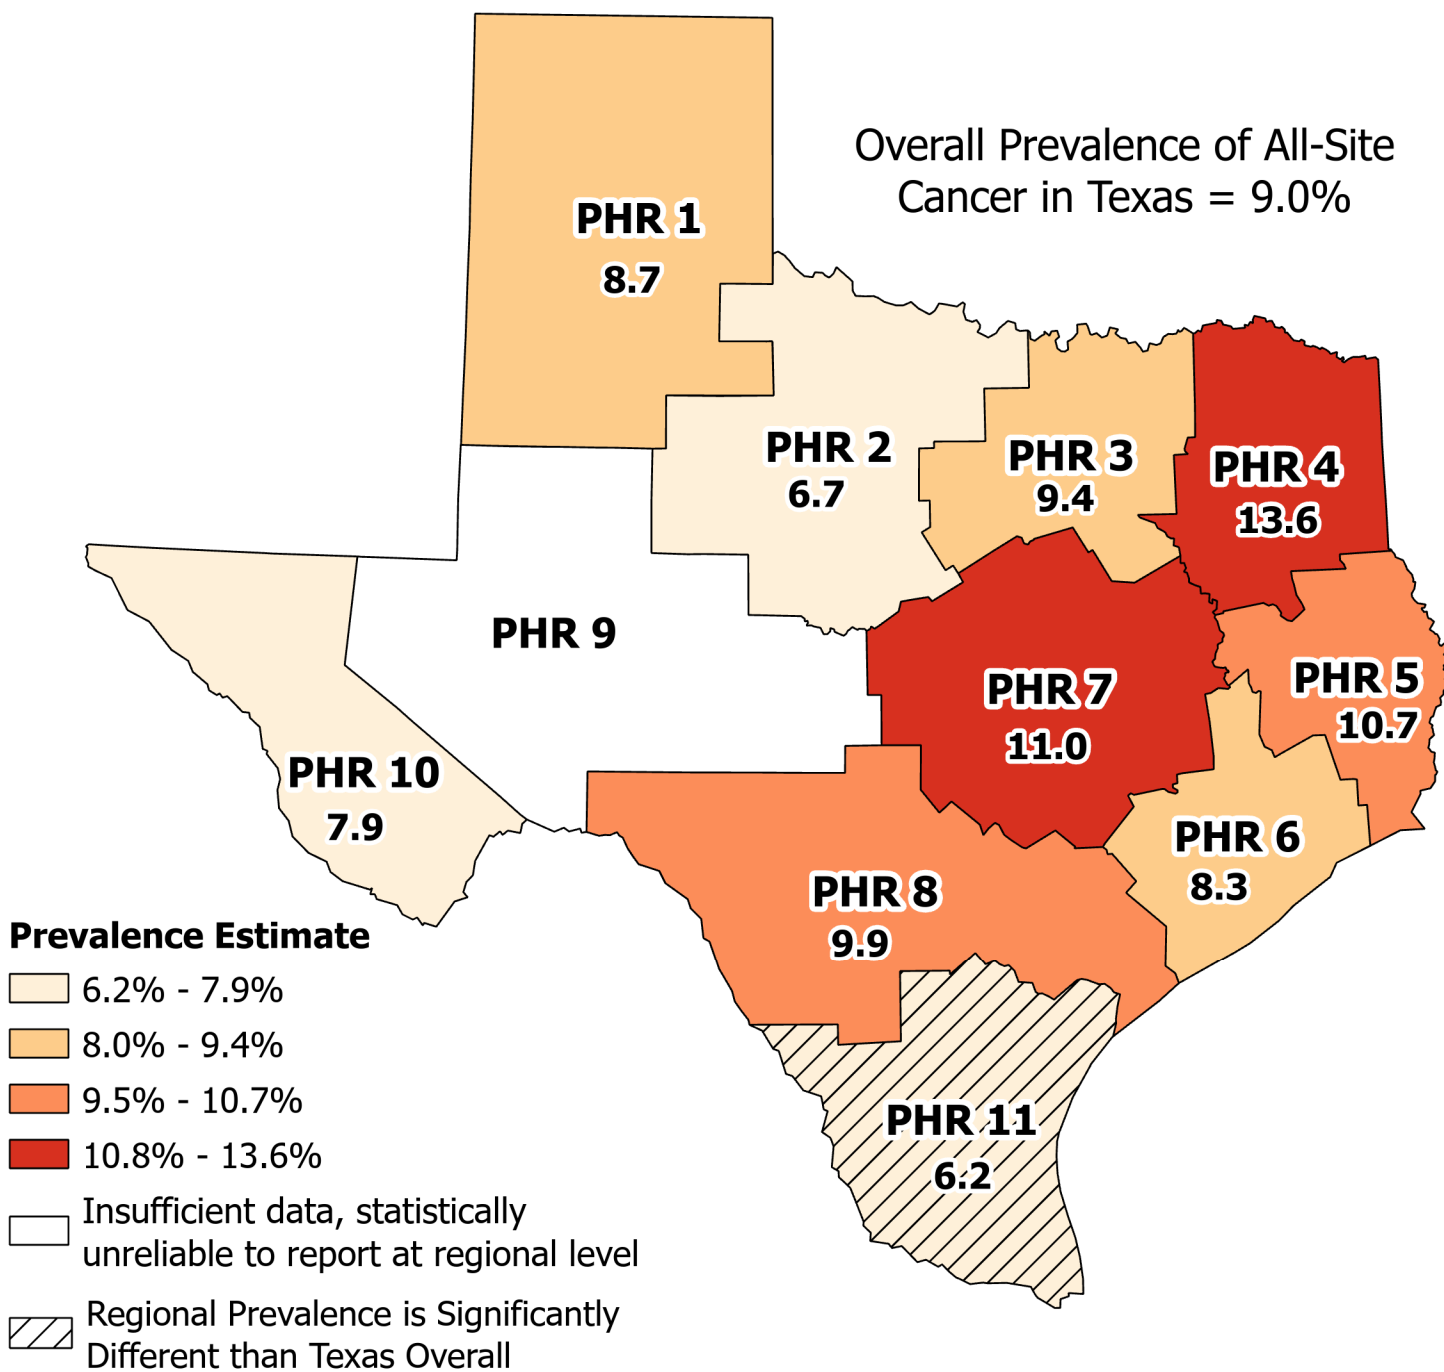 Overall Prevalence of All-Site
Cancer in Texas = 9.0%
PHR 1
8.7
PHR 2
6.7
PHR 3
9.4
PHR 4
13.6
PHR 9
PHR 7
11.0
PHR 5
10.7
PHR 10
7.9
PHR 6
8.3
PHR 8
9.9
PHR 11
6.2
Prevalence Estimate
6.2% - 7.9%
8.0% - 9.4%
9.5% - 10.7%
10.8% - 13.6%
Insufficient data, statistically
unreliable to report at regional level
Regional Prevalence is Significantly
Different than Texas Overall